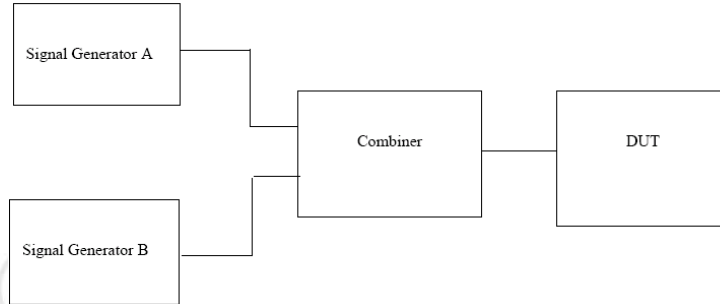 Signal Generator A
Combiner
DUT
Signal Generator B